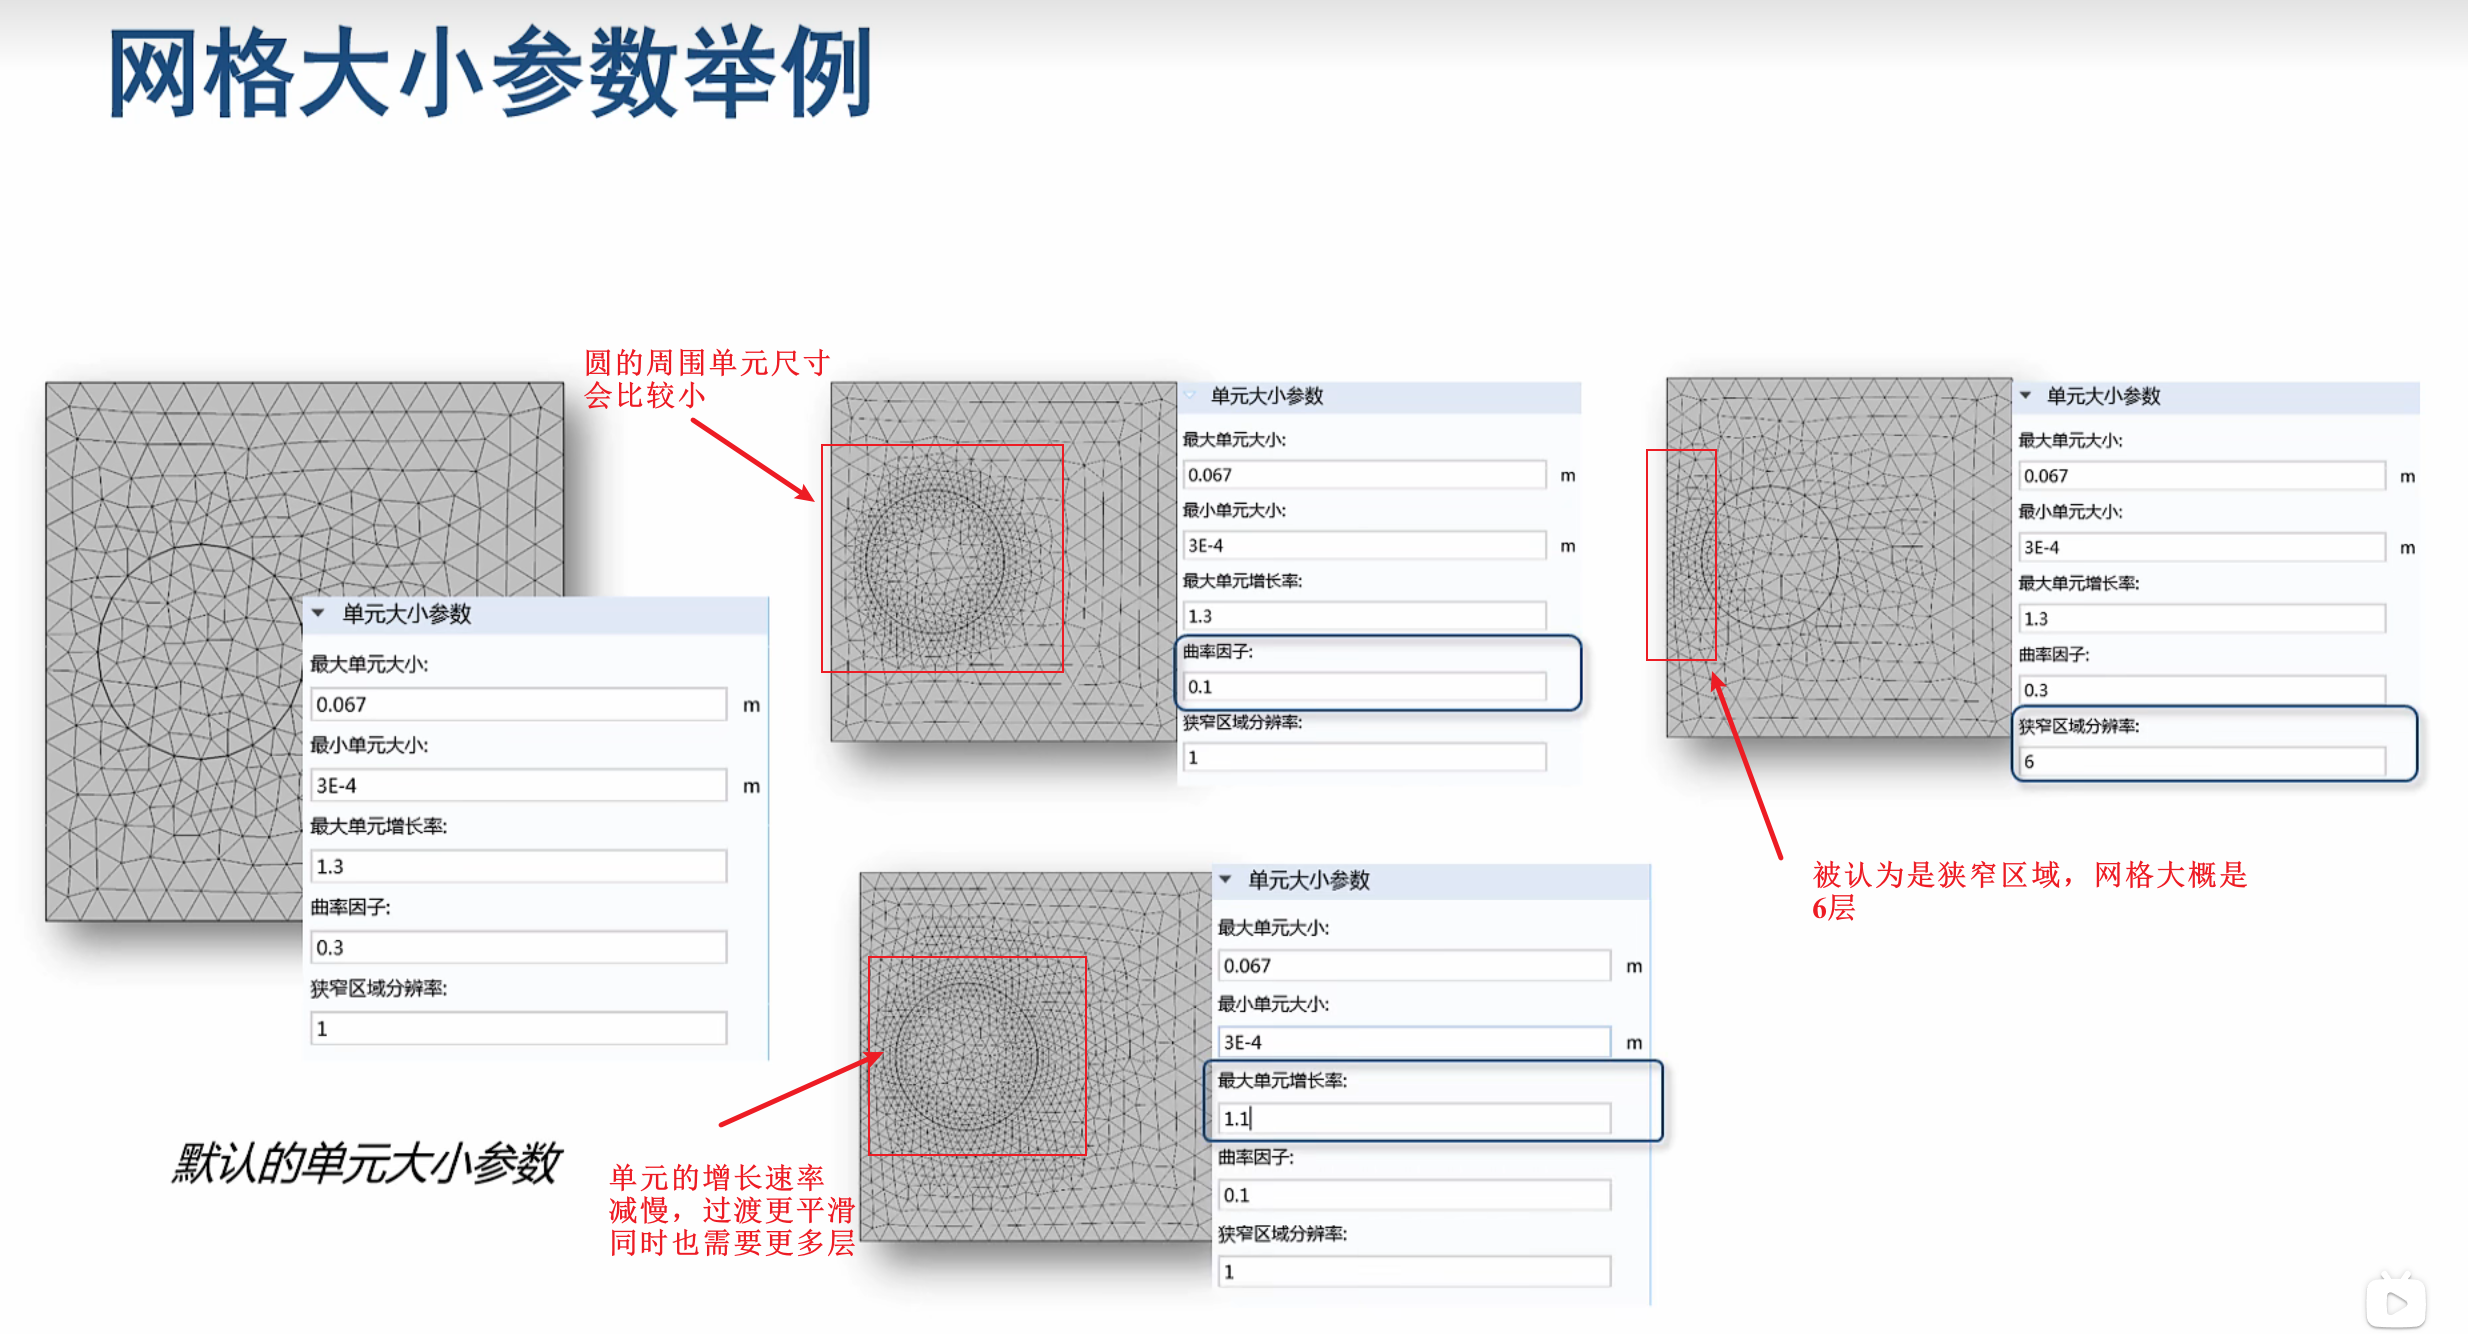 网格大小参数举例
圆的周围单元尺寸
会比较小
单元大小参数
最大单元大小:
0.067
m
最小单元大小:
3E-4
m
最大单元增长率:
1.3
曲率因子:
0.3
狭窄区域分辨率:
1
默认的单元大小参数
单元大小参数
最大单元大小:
0.067
m
最小单元大小:
3E-4
m
最大单元增长率:
1.3
曲率因子:
0.1
狭窄区域分辨率:
1
单元大小参数
最大单元大小:
0.067
m
最小单元大小:
3E-4
m
最大单元增长率:
1.3
曲率因子:
0.3
狭窄区域分辨率:
6
被认为是狭窄区域，网格大概是
6层
单元大小参数
最大单元大小:
0.067
m
最小单元大小:
3E-4
m
最大单元增长率:
1.1
曲率因子:
0.1
狭窄区域分辨率:
1
单元的增长速率
减慢，过渡更平滑
同时也需要更多层